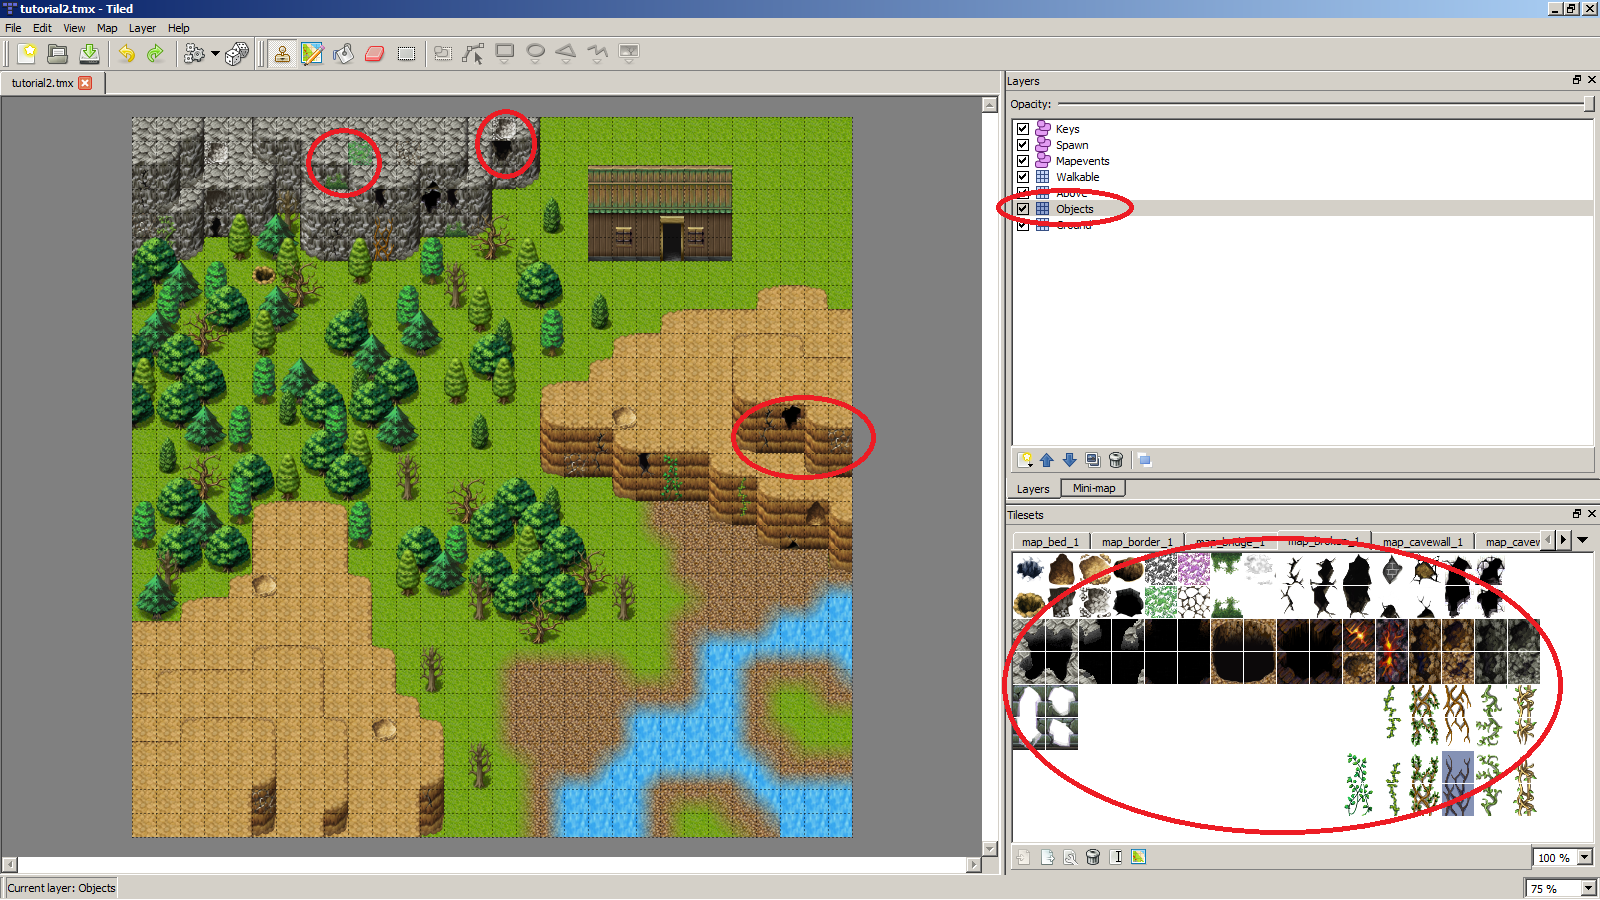 tutorial2.tmx - Tiled
File Edit View Map Layer Help
tutorial2.tmx
Layers
Opacity:
Keys
Spawn
Mapevents
Walkable
Above
Objects
Ground
Layers Mini-map
Tilesets
map_bed_1 map_border_1 map_bridge_1 map_broken_1 map_cavewall_1 map_cavew
100 %
Current layer: Objects
75 %